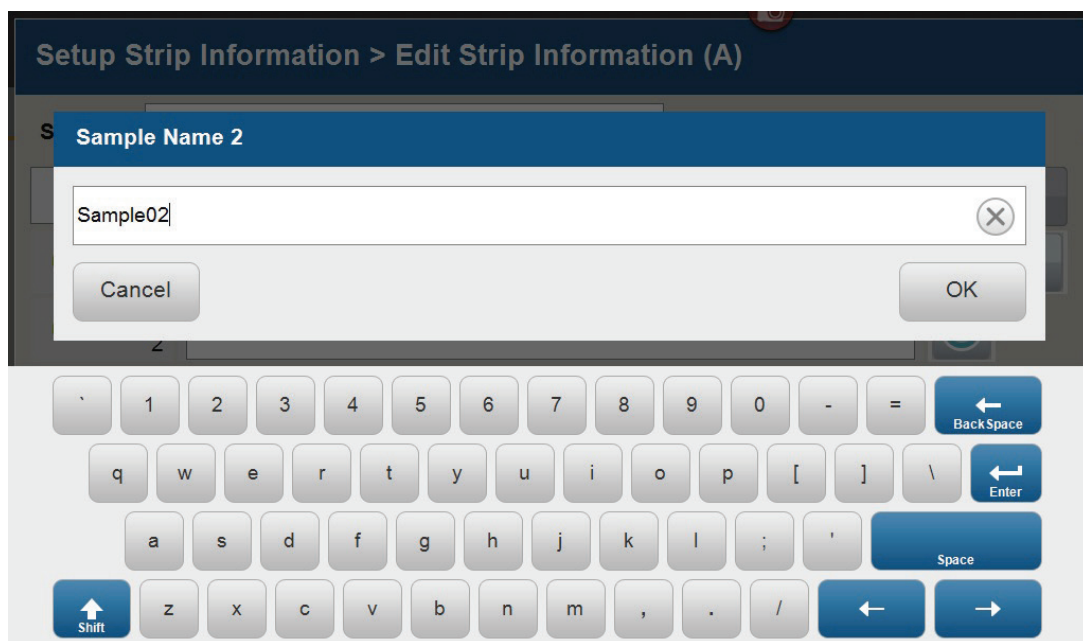 Setup Strip Information > Edit Strip Information (A)
S
Sample Name 2
Sample02
Cancel OK
2
` 1 2 3 4 5 6 7 8 9 0 - = BackSpace
q w e r t y u i o p [ ] \ Enter
a s d f g h j k l ; ' Space
Shift z x c v b n m , . /